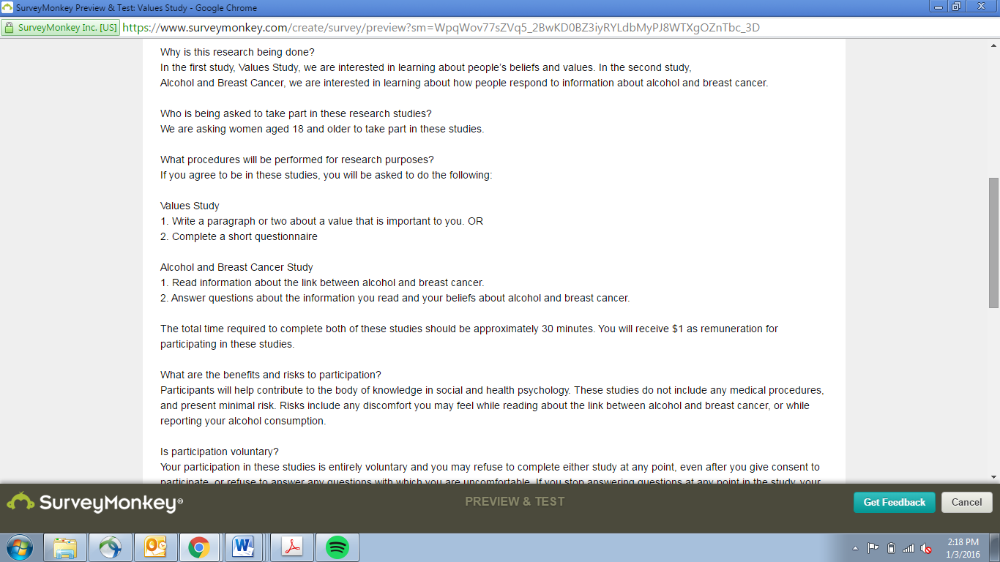 SurveyMonkey Preview & Test: Values Study - Google Chrome
SurveyMonkey Inc. [US] https://www.surveymonkey.com/create/survey/preview?sm=WpqWov77sZVq5_2BwKD0BZ3iyRYLdbMyPJ8WTXgOZnTbc_3D
Why is this research being done?
In the first study, Values Study, we are interested in learning about people’s beliefs and values. In the second study,
Alcohol and Breast Cancer, we are interested in learning about how people respond to information about alcohol and breast cancer.
Who is being asked to take part in these research studies?
We are asking women aged 18 and older to take part in these studies.
What procedures will be performed for research purposes?
If you agree to be in these studies, you will be asked to do the following:
Values Study
1. Write a paragraph or two about a value that is important to you. OR
2. Complete a short questionnaire
Alcohol and Breast Cancer Study
1. Read information about the link between alcohol and breast cancer.
2. Answer questions about the information you read and your beliefs about alcohol and breast cancer.
The total time required to complete both of these studies should be approximately 30 minutes. You will receive $1 as remuneration for
participating in these studies.
What are the benefits and risks to participation?
Participants will help contribute to the body of knowledge in social and health psychology. These studies do not include any medical procedures,
and present minimal risk. Risks include any discomfort you may feel while reading about the link between alcohol and breast cancer, or while
reporting your alcohol consumption.
Is participation voluntary?
Your participation in these studies is entirely voluntary and you may refuse to complete either study at any point, even after you give consent to
participate, or refuse to answer any questions with which you are uncomfortable. If you stop answering questions at any point in the study, your
SurveyMonkey® PREVIEW & TEST Get Feedback Cancel
2:18 PM
1/3/2016